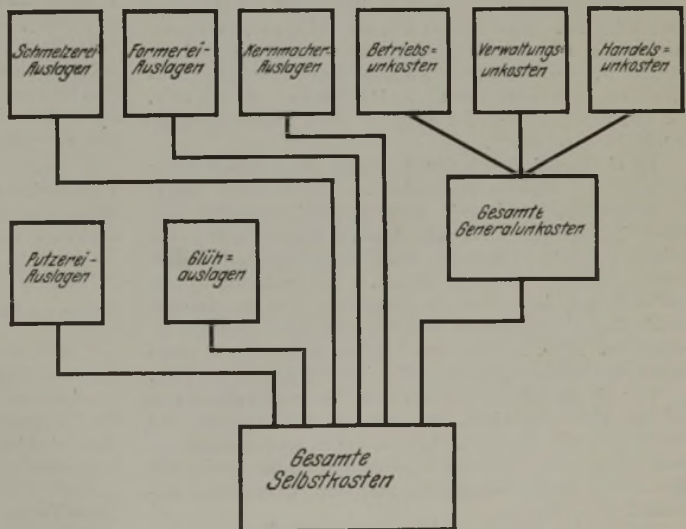 Schmelzerei-
Auslagen
Formerei-
Auslagen
Kernmacher-
Auslagen
Betriebs=
unkosten
Verwaltungs=
unkosten
Handels=
unkosten
Gesamte
Generalunkosten
Putzerei-
Auslagen
Glüh=
auslagen
Gesamte
Selbstkosten